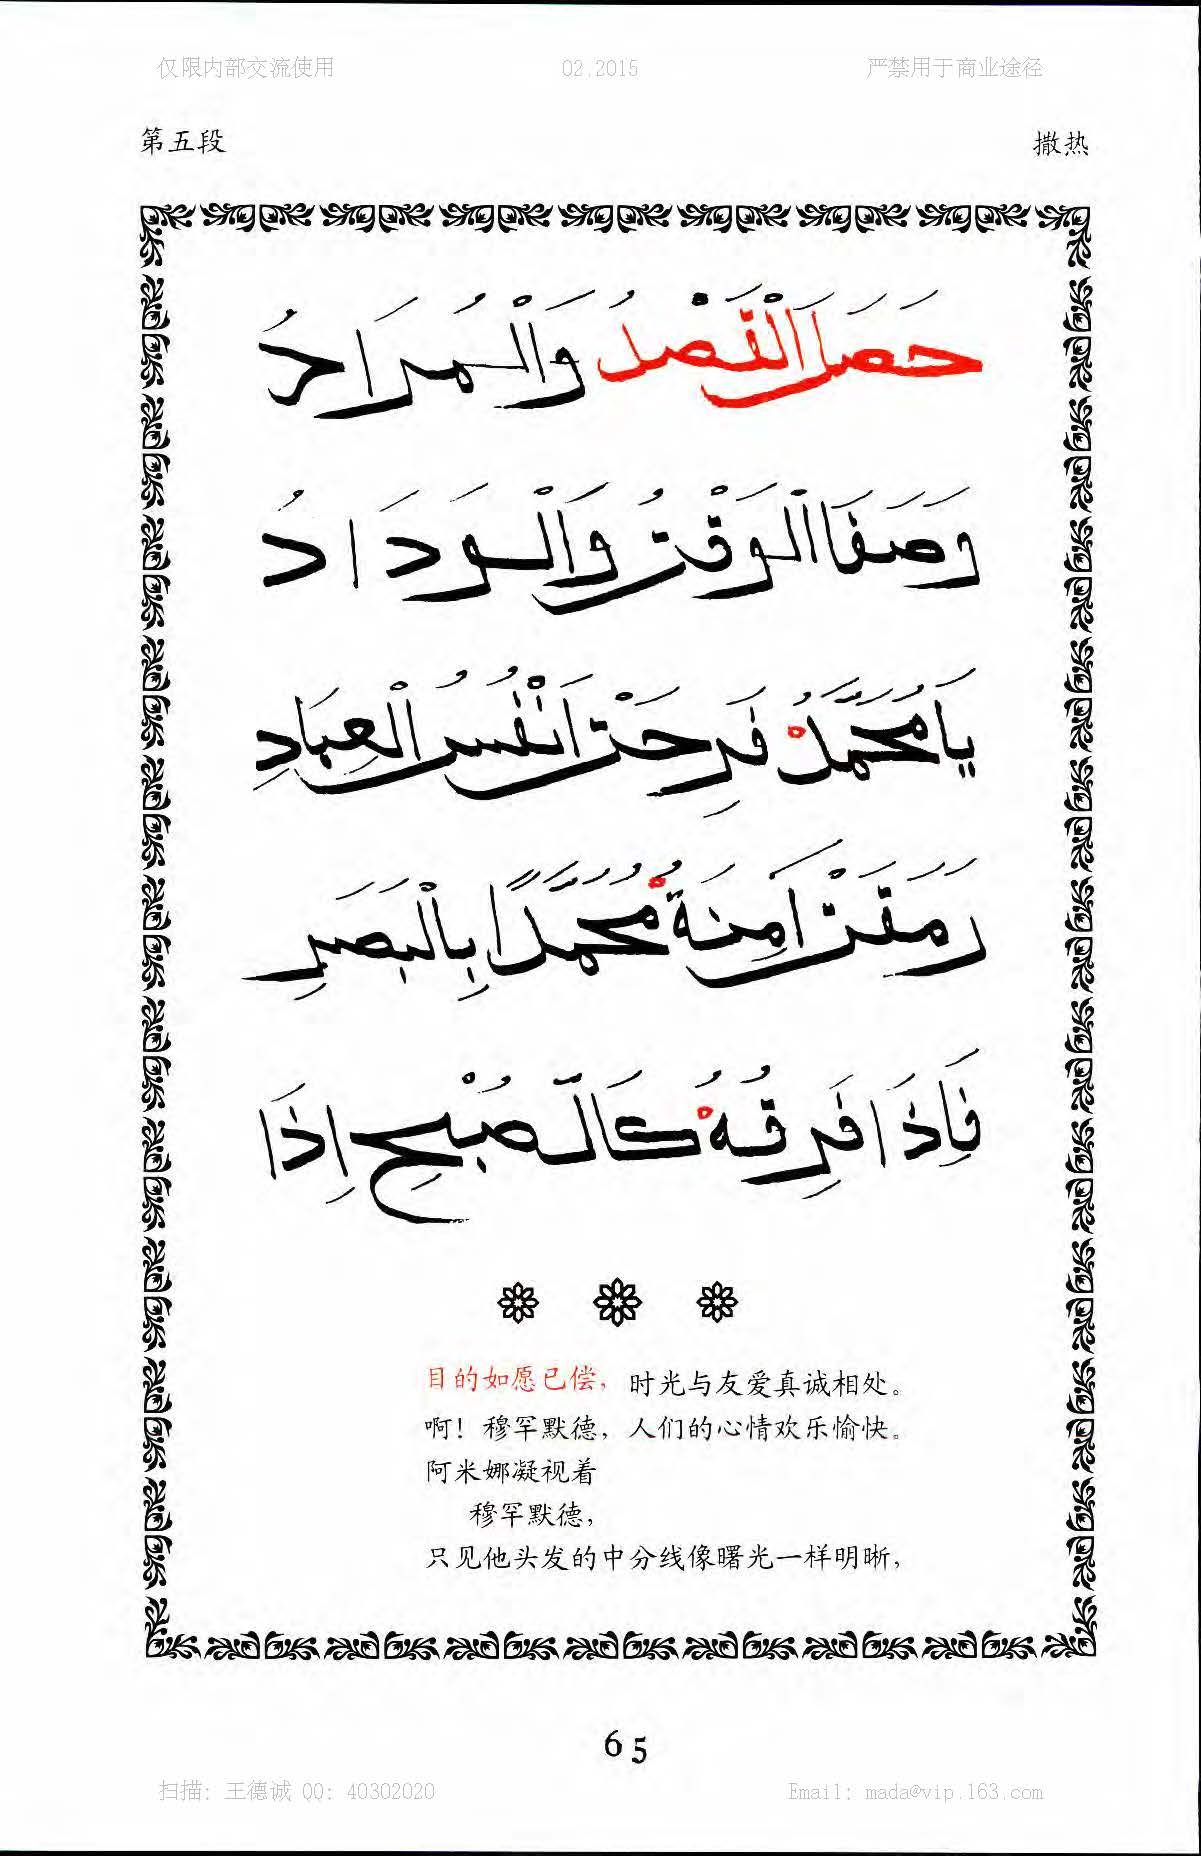 仅限内部交流使用 02.2015 严禁用于商业途径
第五段 撒热
حَصَلَ الْقَصْدُ وَالْمُرَادُ
وَصَفَا الْوَقْتُ وَالْوَدَادُ
يَا مُحَمَّدُ فَرِحَتْ اَنْفُسُ الْعِبَادِ
رَمَقَتْ اٰمِنَةُ مُحَمَّدًا بِالْبَصَرِ
فَاِذَا فَرِقُهُ كَالصُّبْحِ اِذَا
目的如愿已偿，时光与友爱真诚相处。
啊！穆罕默德，人们的心情欢乐愉快。
阿米娜凝视着
穆罕默德，
只见他头发的中分线像曙光一样明晰，
65
扫描：王德诚 QQ：40302020 Email：mada@vip.163.com